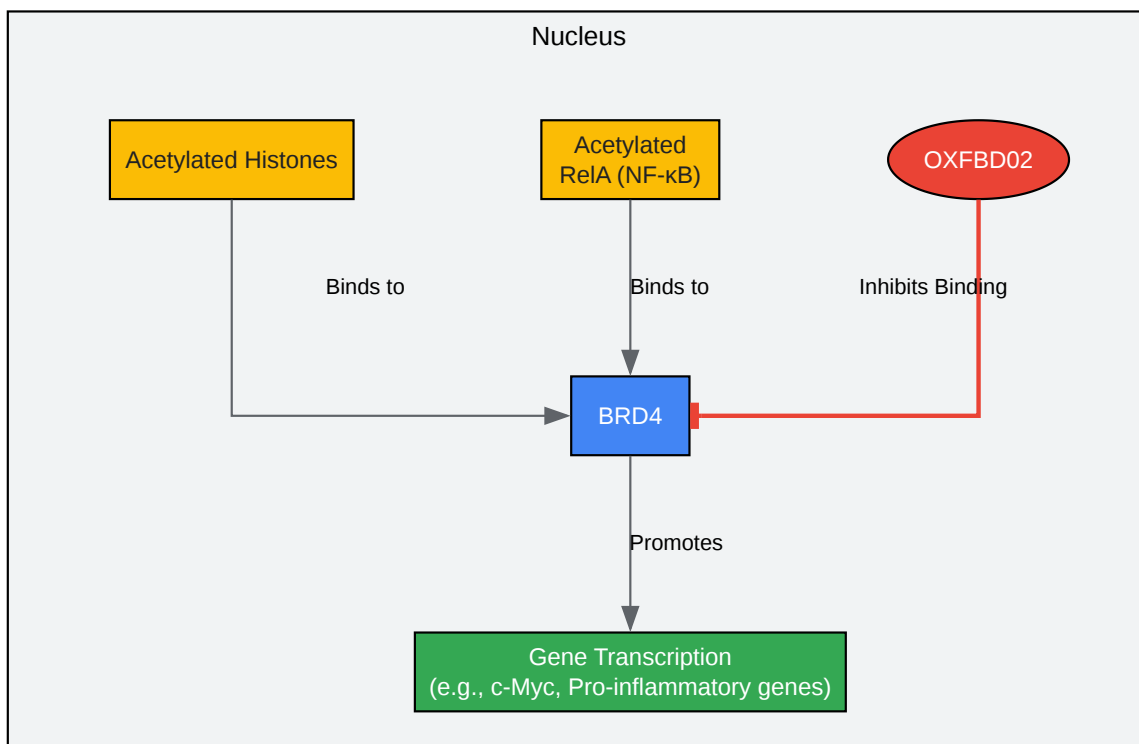 Nucleus
Acetylated Histones
Acetylated
RelA (NF-κB)
OXFBD02
Binds to
Binds to
Inhibits Binding
BRD4
Promotes
Gene Transcription
(e.g., c-Myc, Pro-inflammatory genes)